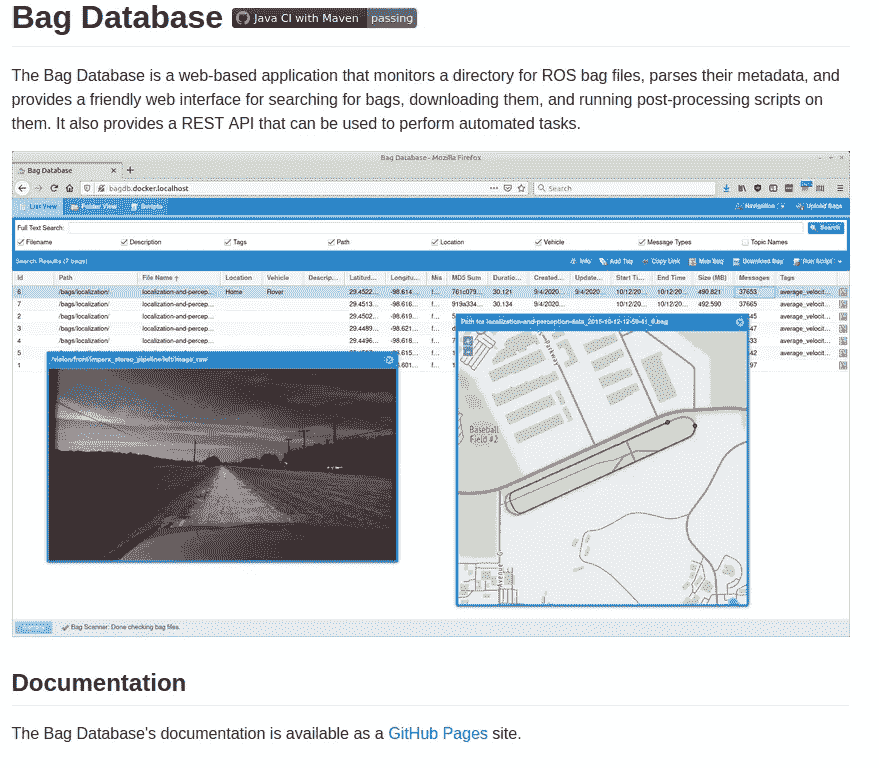 Bag Database Java CI with Maven passing
The Bag Database is a web-based application that monitors a directory for ROS bag files, parses their metadata, and
provides a friendly web interface for searching for bags, downloading them, and running post-processing scripts on
them. It also provides a REST API that can be used to perform automated tasks.
Bag Database - Mozilla Firefox
Bag Database
bagdb.docker.localhost Search
List View Folder View Scripts Navigation Upload Bags
Full Text Search: Search
Filename Description Tags Path Location Vehicle Message Types Topic Names
Search Results (7 bags) Info Add Tag Copy Link Map Bag Download Bag Run Script
Id Path File Name Location Vehicle Descrip... Latitud... Longitu... Mis MD5 Sum Duratio... Created... Update... Start Ti... End Time Size (MB) Messages Tags
6 /bags/localization/ localization-and-percep... Home Rover 29.4522... -98.614... f... 761c079... 30.121 9/4/2020... 9/4/2020... 10/12/20... 10/12/20... 490.821 37653 average_velocit...
7 /bags/localization/ localization-and-percep... 29.4513... -98.616... f... 919a334... 30.134 9/4/2020... 10/12/20... 10/12/20... 492.590 37665
2 /bags/localization/ localization-and-percep... 29.4502... -98.619... f... average_velocit...
3 /bags/localization/ localization-and-percep... 29.4489... -98.621... f... average_velocit...
4 /bags/localization/ localization-and-percep... 29.4496... -98.618... f... average_velocit...
5 average_velocit...
1
Path for localization-and-perception-data_2015-10-12-12-59-41_6.bag
/vision/front/imperx_stereo_pipeline/left/image_raw
Parkway
Baseball
Field #2
Avenue G
Bag Scanner: Done checking bag files.
Documentation
The Bag Database's documentation is available as a GitHub Pages site.